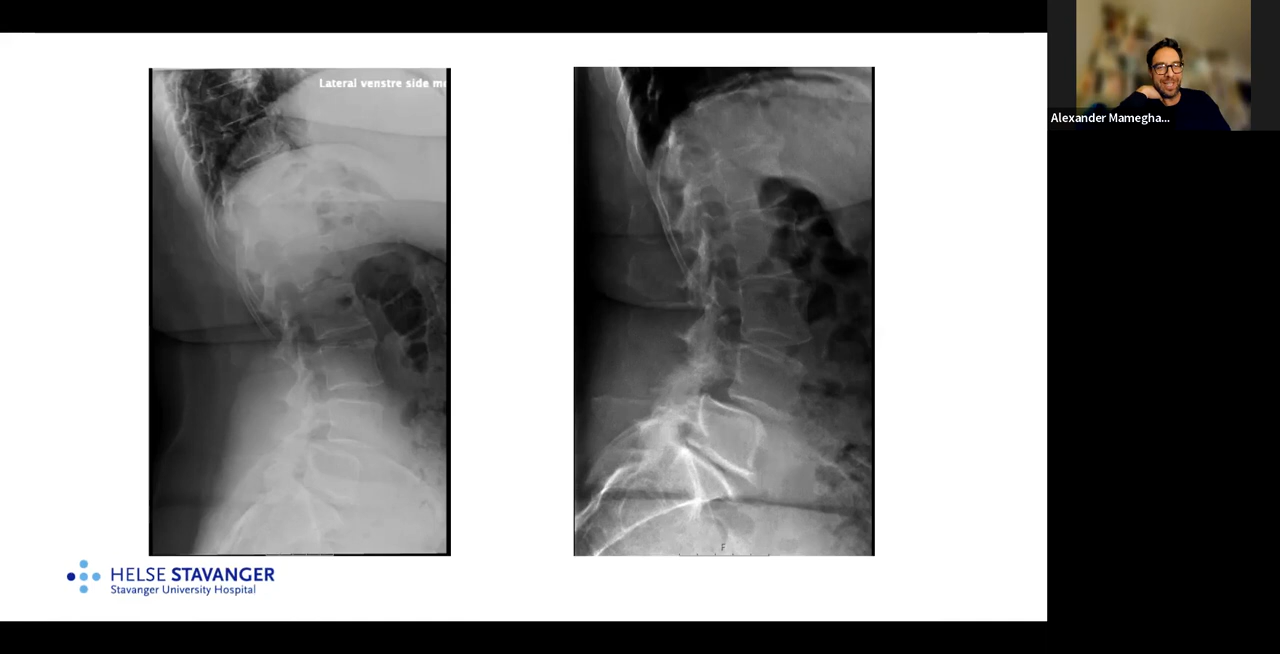 Lateral venstre side m
Alexander Mamegha...
F
HELSE STAVANGER
Stavanger University Hospital